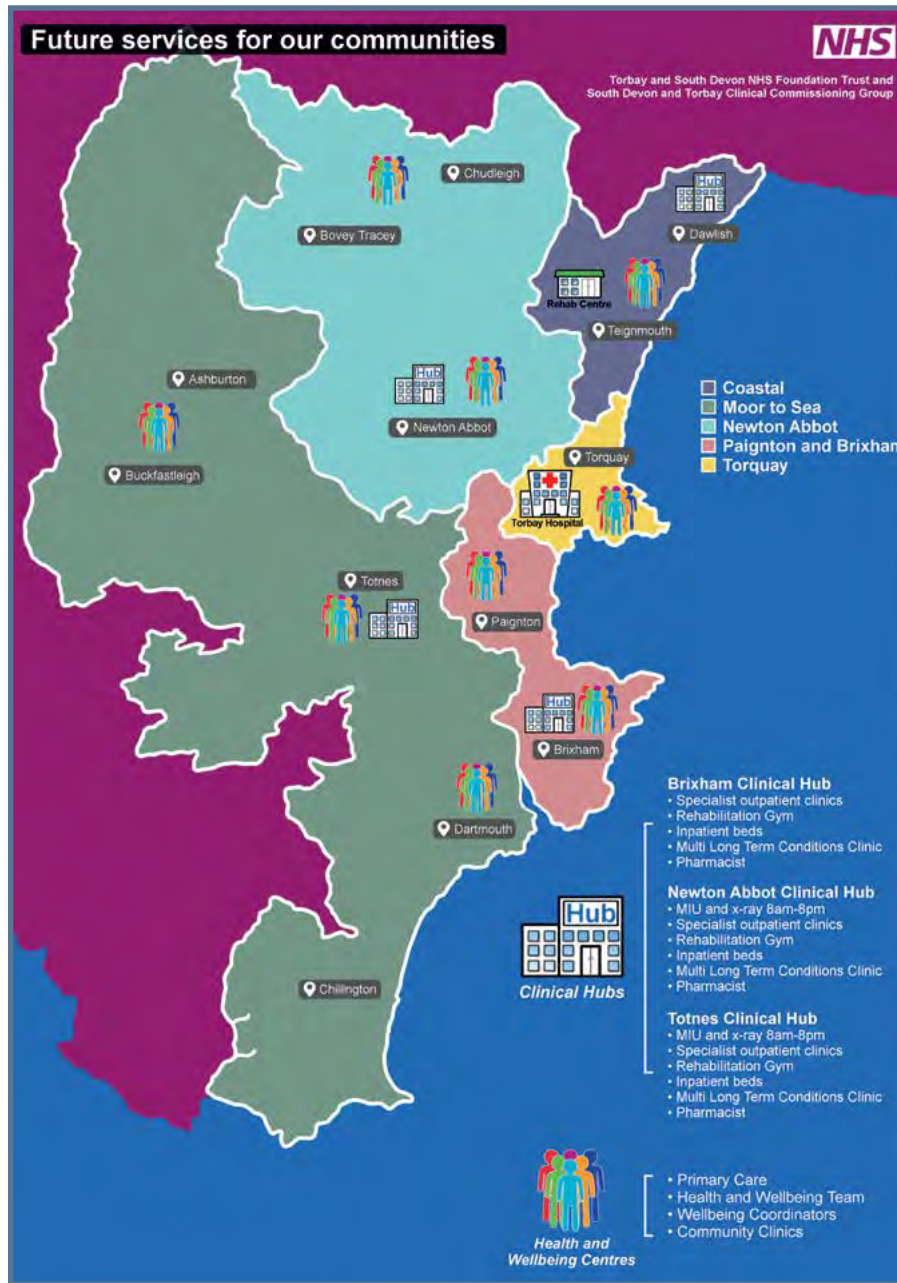 Future services for our communities
NHS
Torbay and South Devon NHS Foundation Trust and
South Devon and Torbay Clinical Commissioning Group
Chudleigh
Bovey Tracey
Hub
Dawlish
Rehab Centre
Teignmouth
Ashburton
Hub
Newton Abbot
Buckfastleigh
Coastal
Moor to Sea
Newton Abbot
Paignton and Brixham
Torquay
Torquay
Torbay Hospital
Totnes
Hub
Paignton
Hub
Brixham
Dartmouth
Chillington
Hub
Clinical Hubs
Brixham Clinical Hub
• Specialist outpatient clinics
• Rehabilitation Gym
• Inpatient beds
• Multi Long Term Conditions Clinic
• Pharmacist
Newton Abbot Clinical Hub
• MIU and x-ray 8am-8pm
• Specialist outpatient clinics
• Rehabilitation Gym
• Inpatient beds
• Multi Long Term Conditions Clinic
• Pharmacist
Totnes Clinical Hub
• MIU and x-ray 8am-8pm
• Specialist outpatient clinics
• Rehabilitation Gym
• Inpatient beds
• Multi Long Term Conditions Clinic
• Pharmacist
Health and
Wellbeing Centres
• Primary Care
• Health and Wellbeing Team
• Wellbeing Coordinators
• Community Clinics